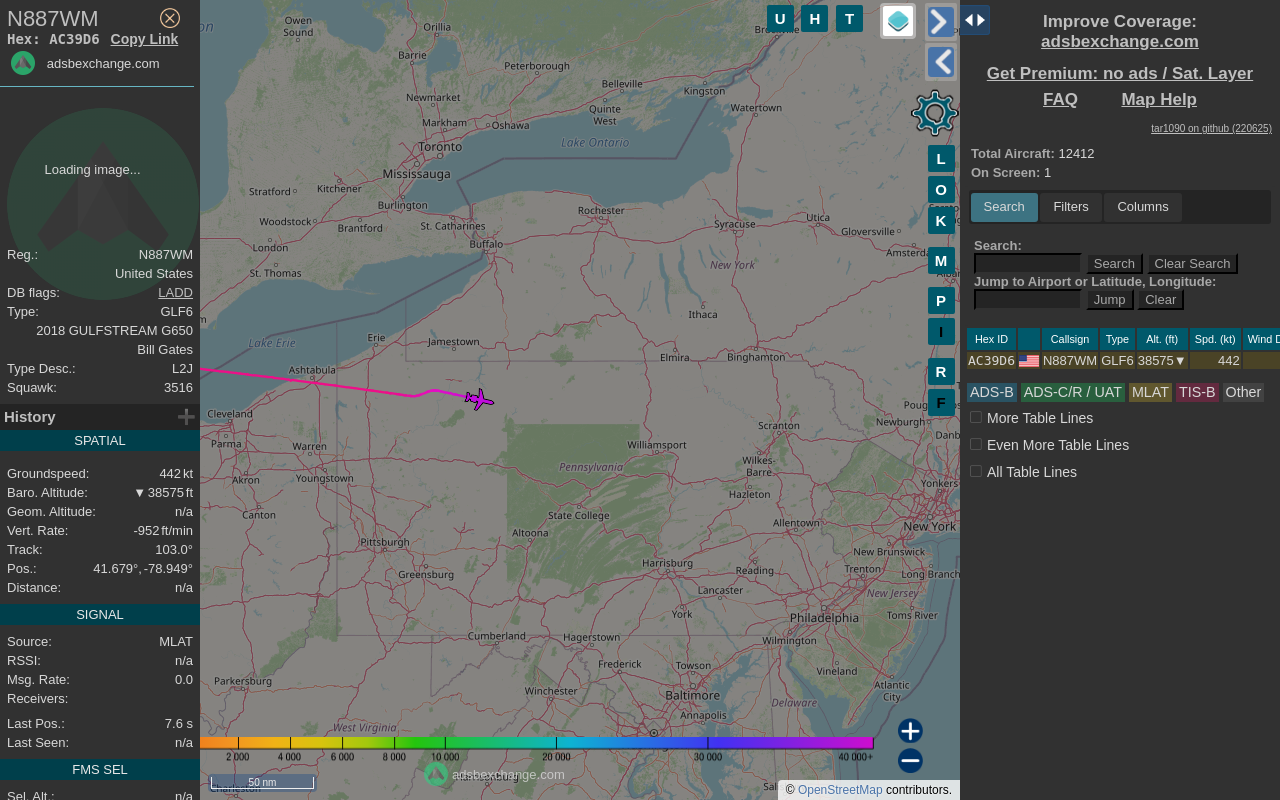 N887WM
Hex: AC39D6 Copy Link
adsbexchange.com
Loading image...
Reg.: N887WM
United States
DB flags: LADD
Type: GLF6
2018 GULFSTREAM G650
Bill Gates
Type Desc.: L2J
Squawk: 3516
History
SPATIAL
Groundspeed: 442 kt
Baro. Altitude: ▼ 38575 ft
Geom. Altitude: n/a
Vert. Rate: -952 ft/min
Track: 103.0°
Pos.: 41.679°, -78.949°
Distance: n/a
SIGNAL
Source: MLAT
RSSI: n/a
Msg. Rate: 0.0
Receivers:
Last Pos.: 7.6 s
Last Seen: n/a
FMS SEL
Sel. Alt.: n/a
Owen
Sound
Orillia
Barrie
Peterborough
Belleville
Kingston
Newmarket
Quinte
West
Watertown
Markham
Oshawa
Toronto
Lake Ontario
Mississauga
Stratford
Kitchener
Burlington
Rochester
Woodstock
Brantford
St. Catharines
Syracuse
Utica
Gloversville
London
Buffalo
Amsterda
St. Thomas
New York
Ithaca
Lake Erie
Erie
Jamestown
Elmira
Binghamton
Ashtabula
Cleveland
Scranton
Newburgh
Parma
Warren
Williamsport
Danb
Akron
Youngstown
Pennsylvania
Wilkes-
Barre
Hazleton
Yonkers
Canton
State College
Allentown
New York
Altoona
Pittsburgh
New Brunswick
Greensburg
Harrisburg
Reading
Trenton
Long Branch
Lancaster
New Jersey
York
Philadelphia
Toms River
Cumberland
Hagerstown
Wilmington
Frederick
Towson
Vineland
Parkersburg
Winchester
Baltimore
Atlantic
City
Annapolis
Delaware
West Virginia
2 000 4 000 6 000 8 000 10 000 20 000 30 000 40 000+
adsbexchange.com
50 nm
© OpenStreetMap contributors.
U H T
L
O
K
M
P
I
R
F
Improve Coverage:
adsbexchange.com
Get Premium: no ads / Sat. Layer
FAQ Map Help
tar1090 on github (220625)
Total Aircraft: 12412
On Screen: 1
Search Filters Columns
Search:
Search Clear Search
Jump to Airport or Latitude, Longitude:
Jump Clear
Hex ID Callsign Type Alt. (ft) Spd. (kt) Wind D
AC39D6 N887WM GLF6 38575▼ 442
ADS-B ADS-C/R / UAT MLAT TIS-B Other
More Table Lines
Even More Table Lines
All Table Lines